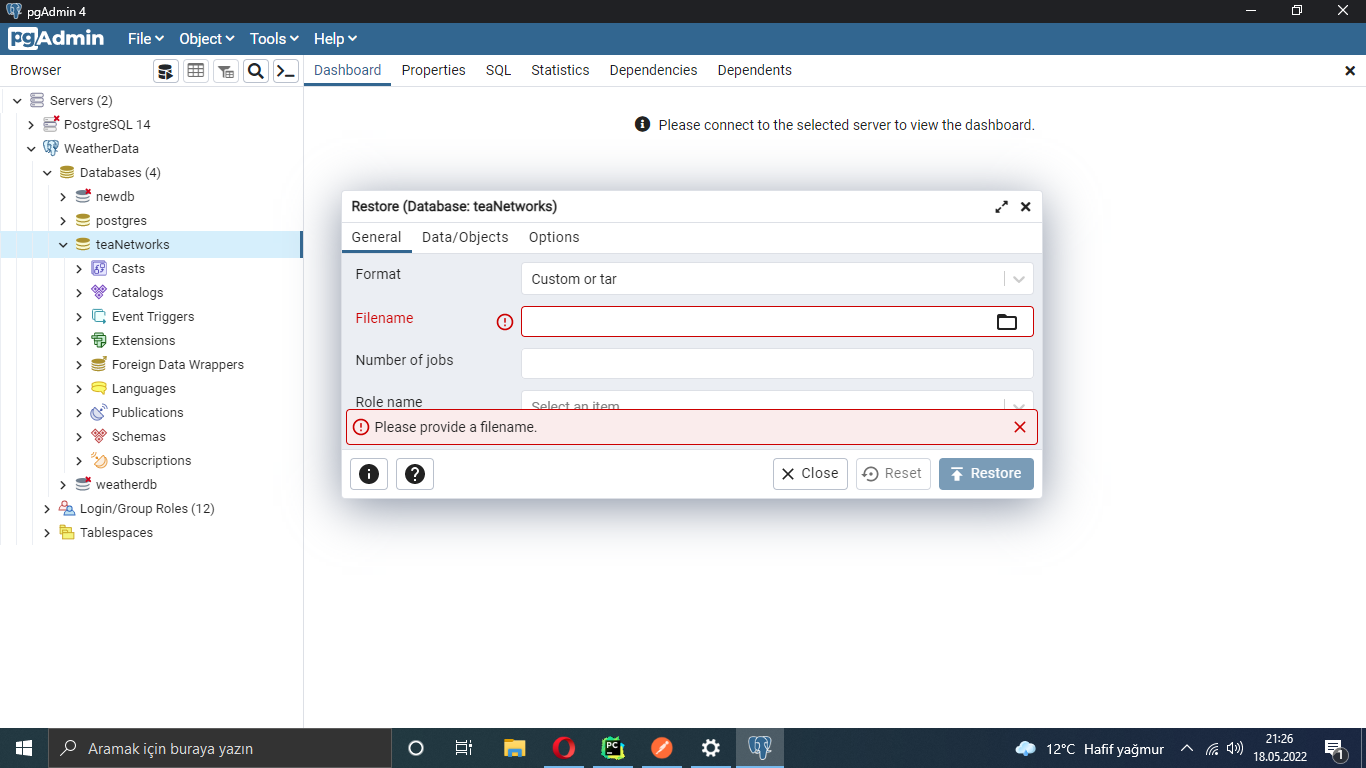 pgAdmin 4
pgAdmin File Object Tools Help
Browser Dashboard Properties SQL Statistics Dependencies Dependents
Servers (2)
PostgreSQL 14
WeatherData
Databases (4)
newdb
postgres
teaNetworks
Casts
Catalogs
Event Triggers
Extensions
Foreign Data Wrappers
Languages
Publications
Schemas
Subscriptions
weatherdb
Login/Group Roles (12)
Tablespaces
Please connect to the selected server to view the dashboard.
Restore (Database: teaNetworks)
General Data/Objects Options
Format Custom or tar
Filename
Number of jobs
Role name Select an item
Please provide a filename.
Close Reset Restore
Aramak için buraya yazın
PC
12°C Hafif yağmur
21:26
18.05.2022
1